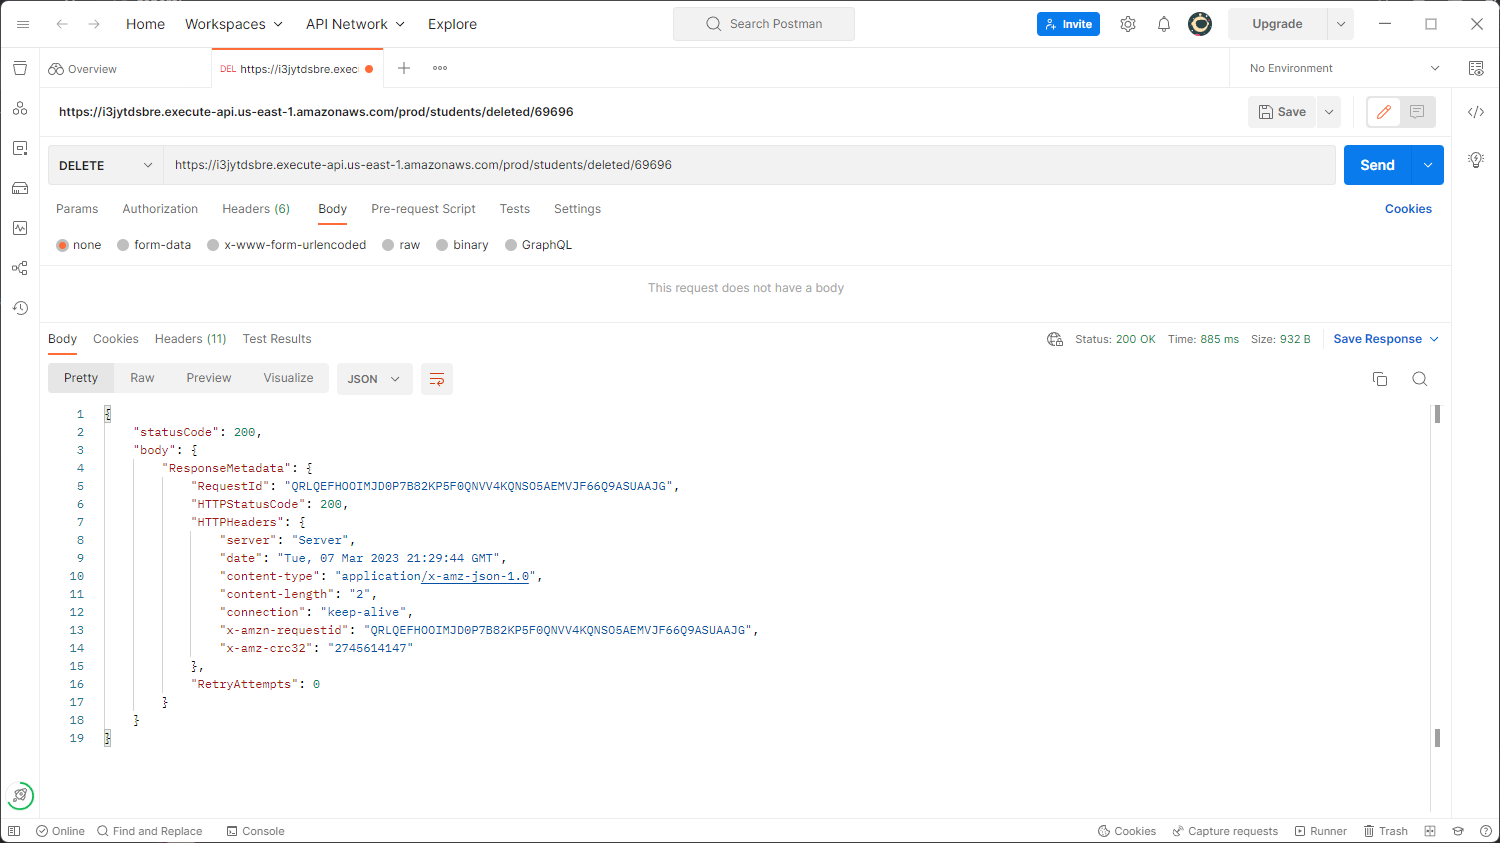 Home Workspaces API Network Explore Search Postman Invite Upgrade
Overview DEL https://i3jytdsbre.exec No Environment
https://i3jytdsbre.execute-api.us-east-1.amazonaws.com/prod/students/deleted/69696 Save
DELETE https://i3jytdsbre.execute-api.us-east-1.amazonaws.com/prod/students/deleted/69696 Send
Params Authorization Headers (6) Body Pre-request Script Tests Settings Cookies
none form-data x-www-form-urlencoded raw binary GraphQL
This request does not have a body
Body Cookies Headers (11) Test Results Status: 200 OK Time: 885 ms Size: 932 B Save Response
Pretty Raw Preview Visualize JSON
1 {
2 "statusCode": 200,
3 "body": {
4 "ResponseMetadata": {
5 "RequestId": "QRLQEFHOOIMJD0P7B82KP5F0QNVV4KQNSO5AEMVJF66Q9ASUAAJG",
6 "HTTPStatusCode": 200,
7 "HTTPHeaders": {
8 "server": "Server",
9 "date": "Tue, 07 Mar 2023 21:29:44 GMT",
10 "content-type": "application/x-amz-json-1.0",
11 "content-length": "2",
12 "connection": "keep-alive",
13 "x-amzn-requestid": "QRLQEFHOOIMJD0P7B82KP5F0QNVV4KQNSO5AEMVJF66Q9ASUAAJG",
14 "x-amz-crc32": "2745614147"
15 },
16 "RetryAttempts": 0
17 }
18 }
19 }
Online Find and Replace Console Cookies Capture requests Runner Trash